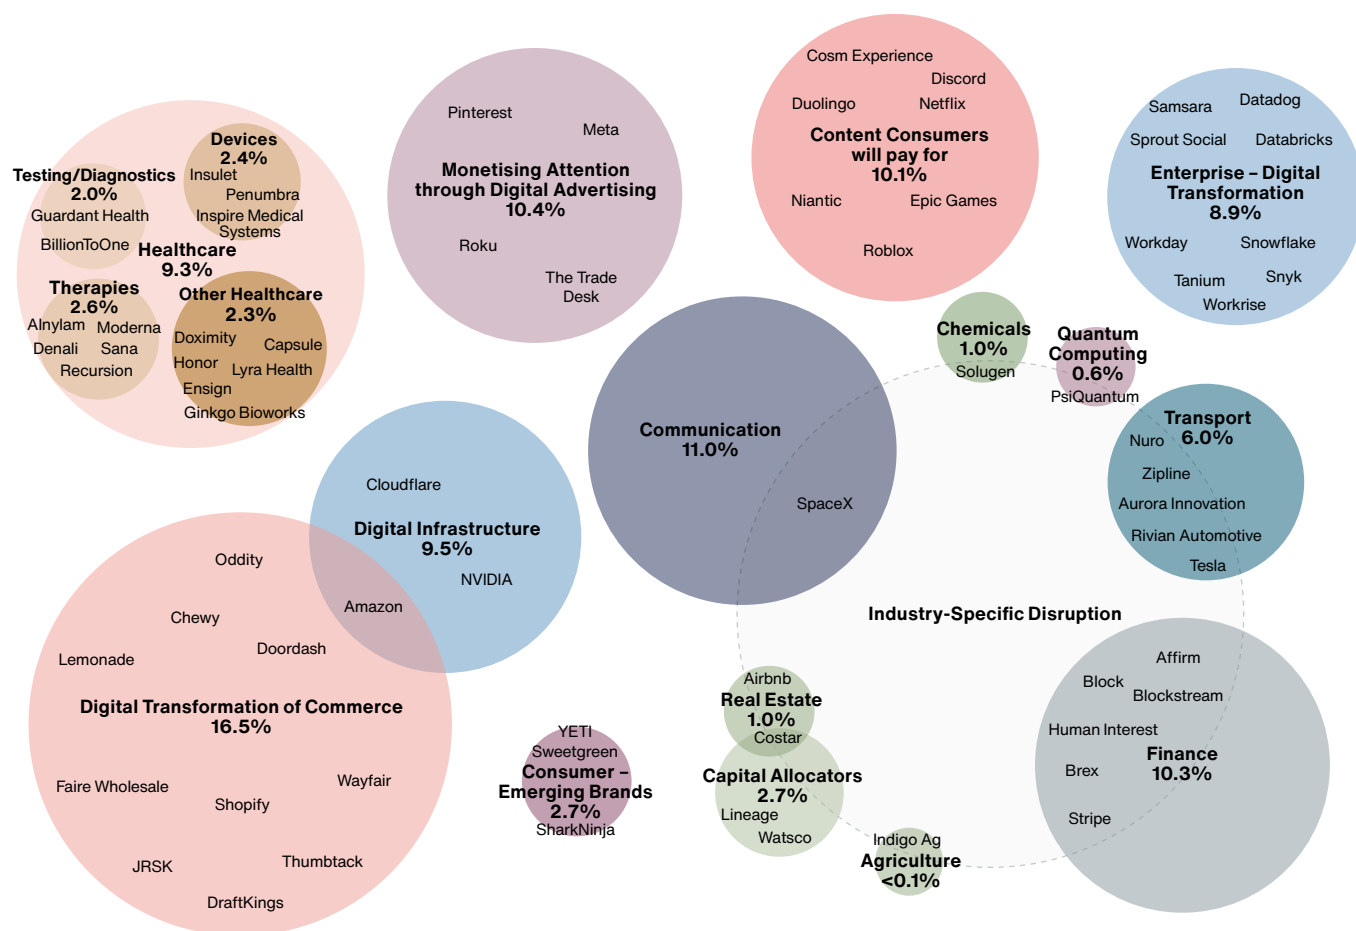 Cosm Experience
Discord
Duolingo
Netflix
Content Consumers
will pay for
10.1%
Niantic
Epic Games
Roblox
Pinterest
Meta
Monetising Attention
through Digital Advertising
10.4%
Roku
The Trade
Desk
Samsara
Datadog
Sprout Social
Databricks
Enterprise – Digital
Transformation
8.9%
Workday
Snowflake
Tanium
Snyk
Workrise
Devices
2.4%
Insulet
Penumbra
Inspire Medical
Systems
Testing/Diagnostics
2.0%
Guardant Health
BillionToOne
Healthcare
9.3%
Therapies
2.6%
Alnylam
Moderna
Denali
Sana
Recursion
Other Healthcare
2.3%
Doximity
Capsule
Honor
Lyra Health
Ensign
Ginkgo Bioworks
Chemicals
1.0%
Solugen
Quantum
Computing
0.6%
PsiQuantum
Communication
11.0%
SpaceX
Transport
6.0%
Nuro
Zipline
Aurora Innovation
Rivian Automotive
Tesla
Cloudflare
Digital Infrastructure
9.5%
NVIDIA
Amazon
Oddity
Chewy
Doordash
Lemonade
Digital Transformation of Commerce
16.5%
Faire Wholesale
Wayfair
Shopify
JRSK
Thumbtack
DraftKings
Industry-Specific Disruption
YETI
Sweetgreen
Consumer –
Emerging Brands
2.7%
SharkNinja
Airbnb
Real Estate
1.0%
Costar
Capital Allocators
2.7%
Lineage
Watsco
Indigo Ag
Agriculture
<0.1%
Affirm
Block
Blockstream
Human Interest
Finance
10.3%
Brex
Stripe